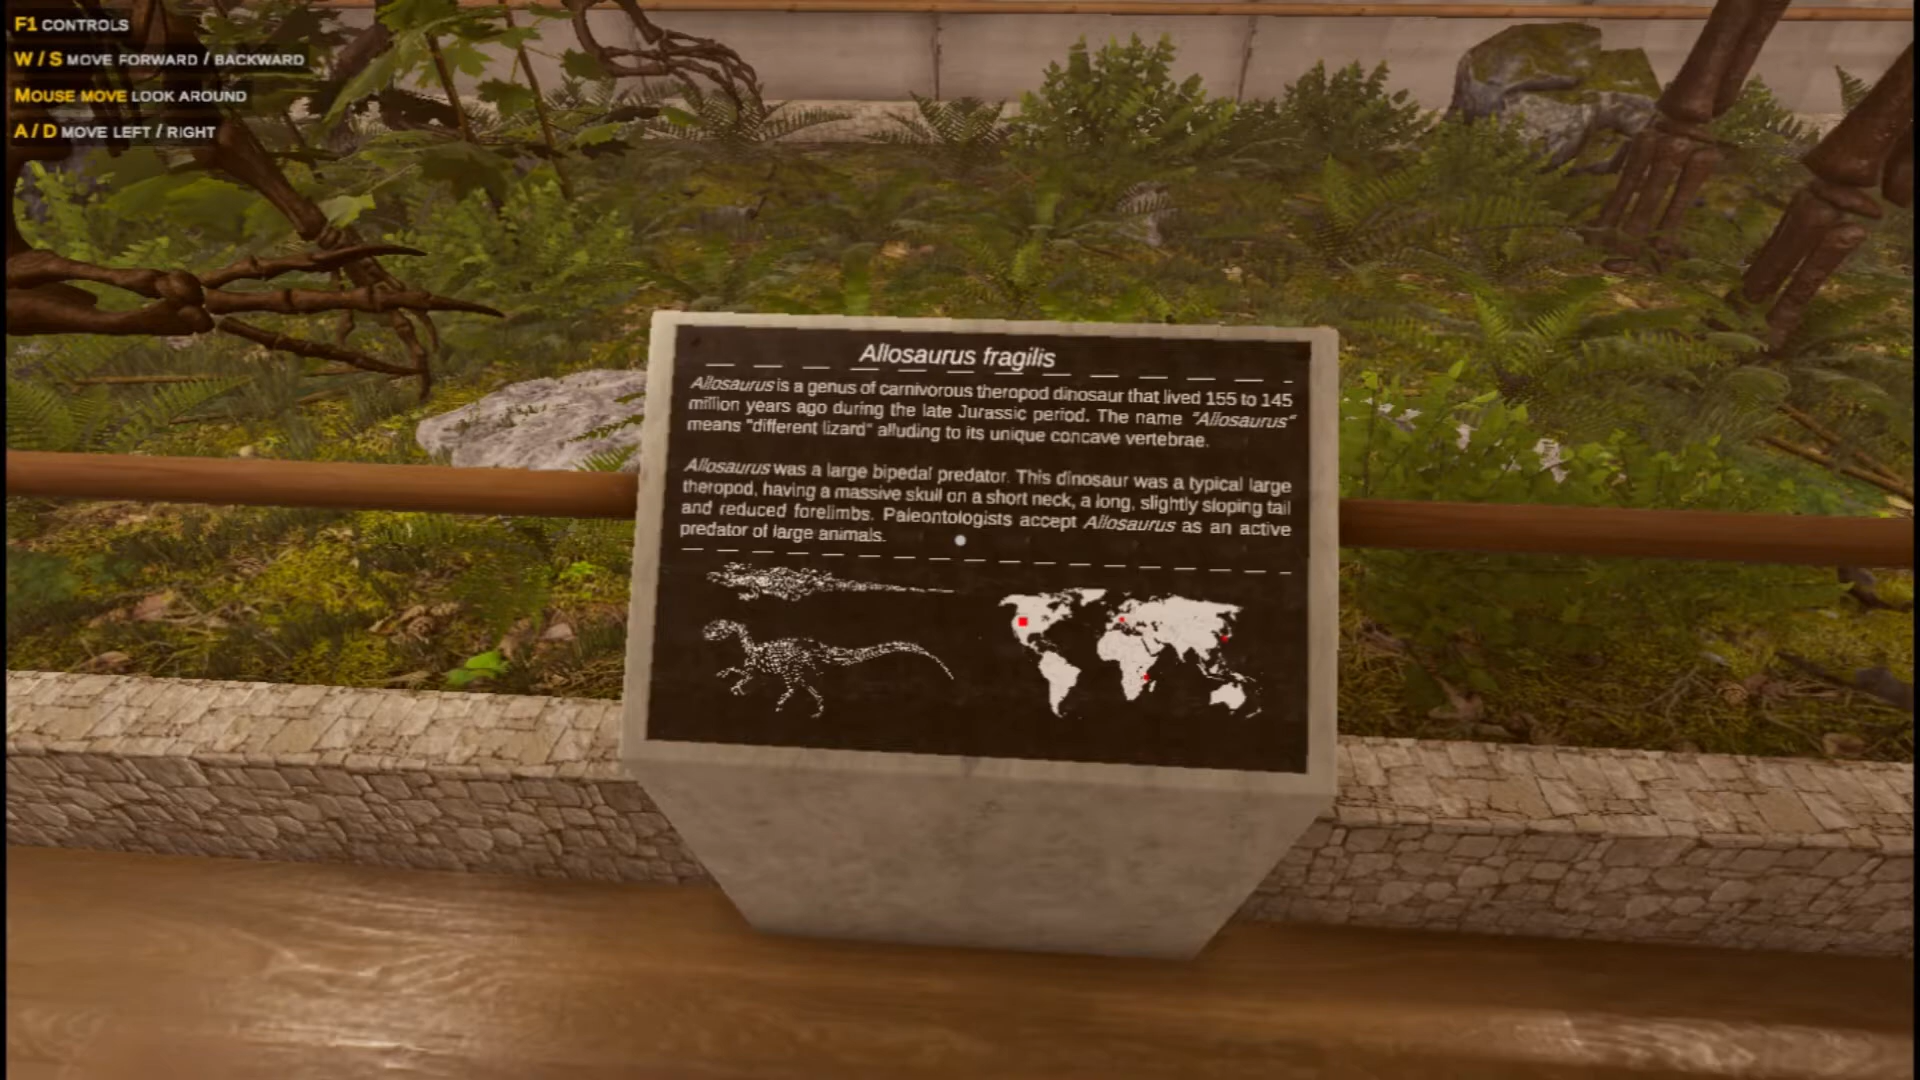 F1 CONTROLS
W / S MOVE FORWARD / BACKWARD
MOUSE MOVE LOOK AROUND
A / D MOVE LEFT / RIGHT
Allosaurus fragilis
Allosaurus is a genus of carnivorous theropod dinosaur that lived 155 to 145
million years ago during the late Jurassic period. The name "Allosaurus"
means "different lizard" alluding to its unique concave vertebrae.
Allosaurus was a large bipedal predator. This dinosaur was a typical large
theropod, having a massive skull on a short neck, a long, slightly sloping tail
and reduced forelimbs. Paleontologists accept Allosaurus as an active
predator of large animals.